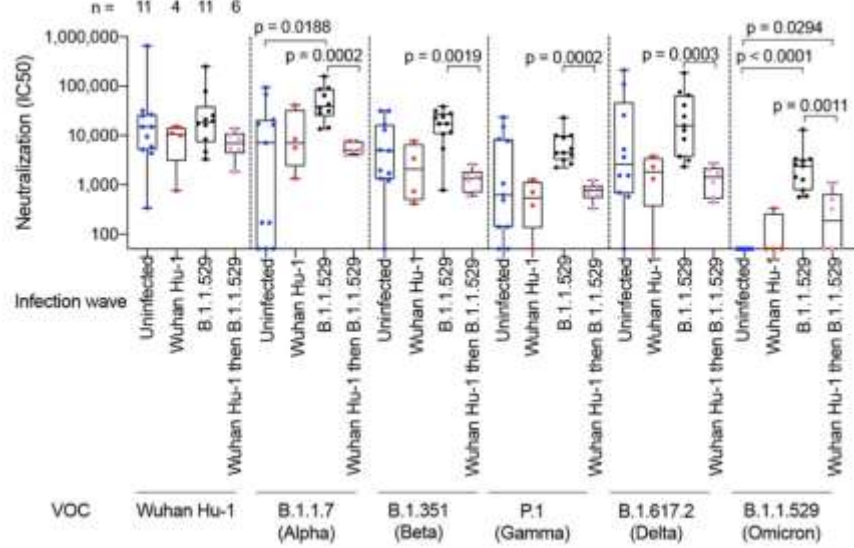 n = 11 4 11 6
p = 0.0188
p = 0.0002
p = 0.0019
p = 0.0002
p = 0.0003
p = 0.0294
p < 0.0001
p = 0.0011
Neutralization (IC50)
1,000,000
100,000
10,000
1,000
100
Infection wave
Uninfected
Wuhan Hu-1
B.1.1.529
Wuhan Hu-1 then B.1.1.529
Uninfected
Wuhan Hu-1
B.1.1.529
Wuhan Hu-1 then B.1.1.529
Uninfected
Wuhan Hu-1
B.1.1.529
Wuhan Hu-1 then B.1.1.529
Uninfected
Wuhan Hu-1
B.1.1.529
Wuhan Hu-1 then B.1.1.529
Uninfected
Wuhan Hu-1
B.1.1.529
Wuhan Hu-1 then B.1.1.529
Uninfected
Wuhan Hu-1
B.1.1.529
Wuhan Hu-1 then B.1.1.529
VOC
Wuhan Hu-1
B.1.1.7
(Alpha)
B.1.351
(Beta)
P.1
(Gamma)
B.1.617.2
(Delta)
B.1.1.529
(Omicron)